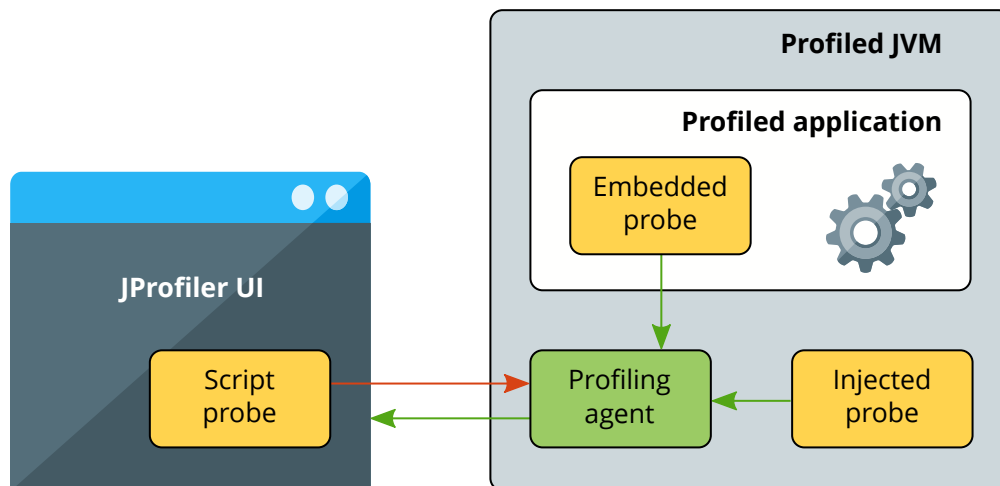 Profiled JVM
Profiled application
Embedded
probe
JProfiler UI
Script
probe
Profiling
agent
Injected
probe